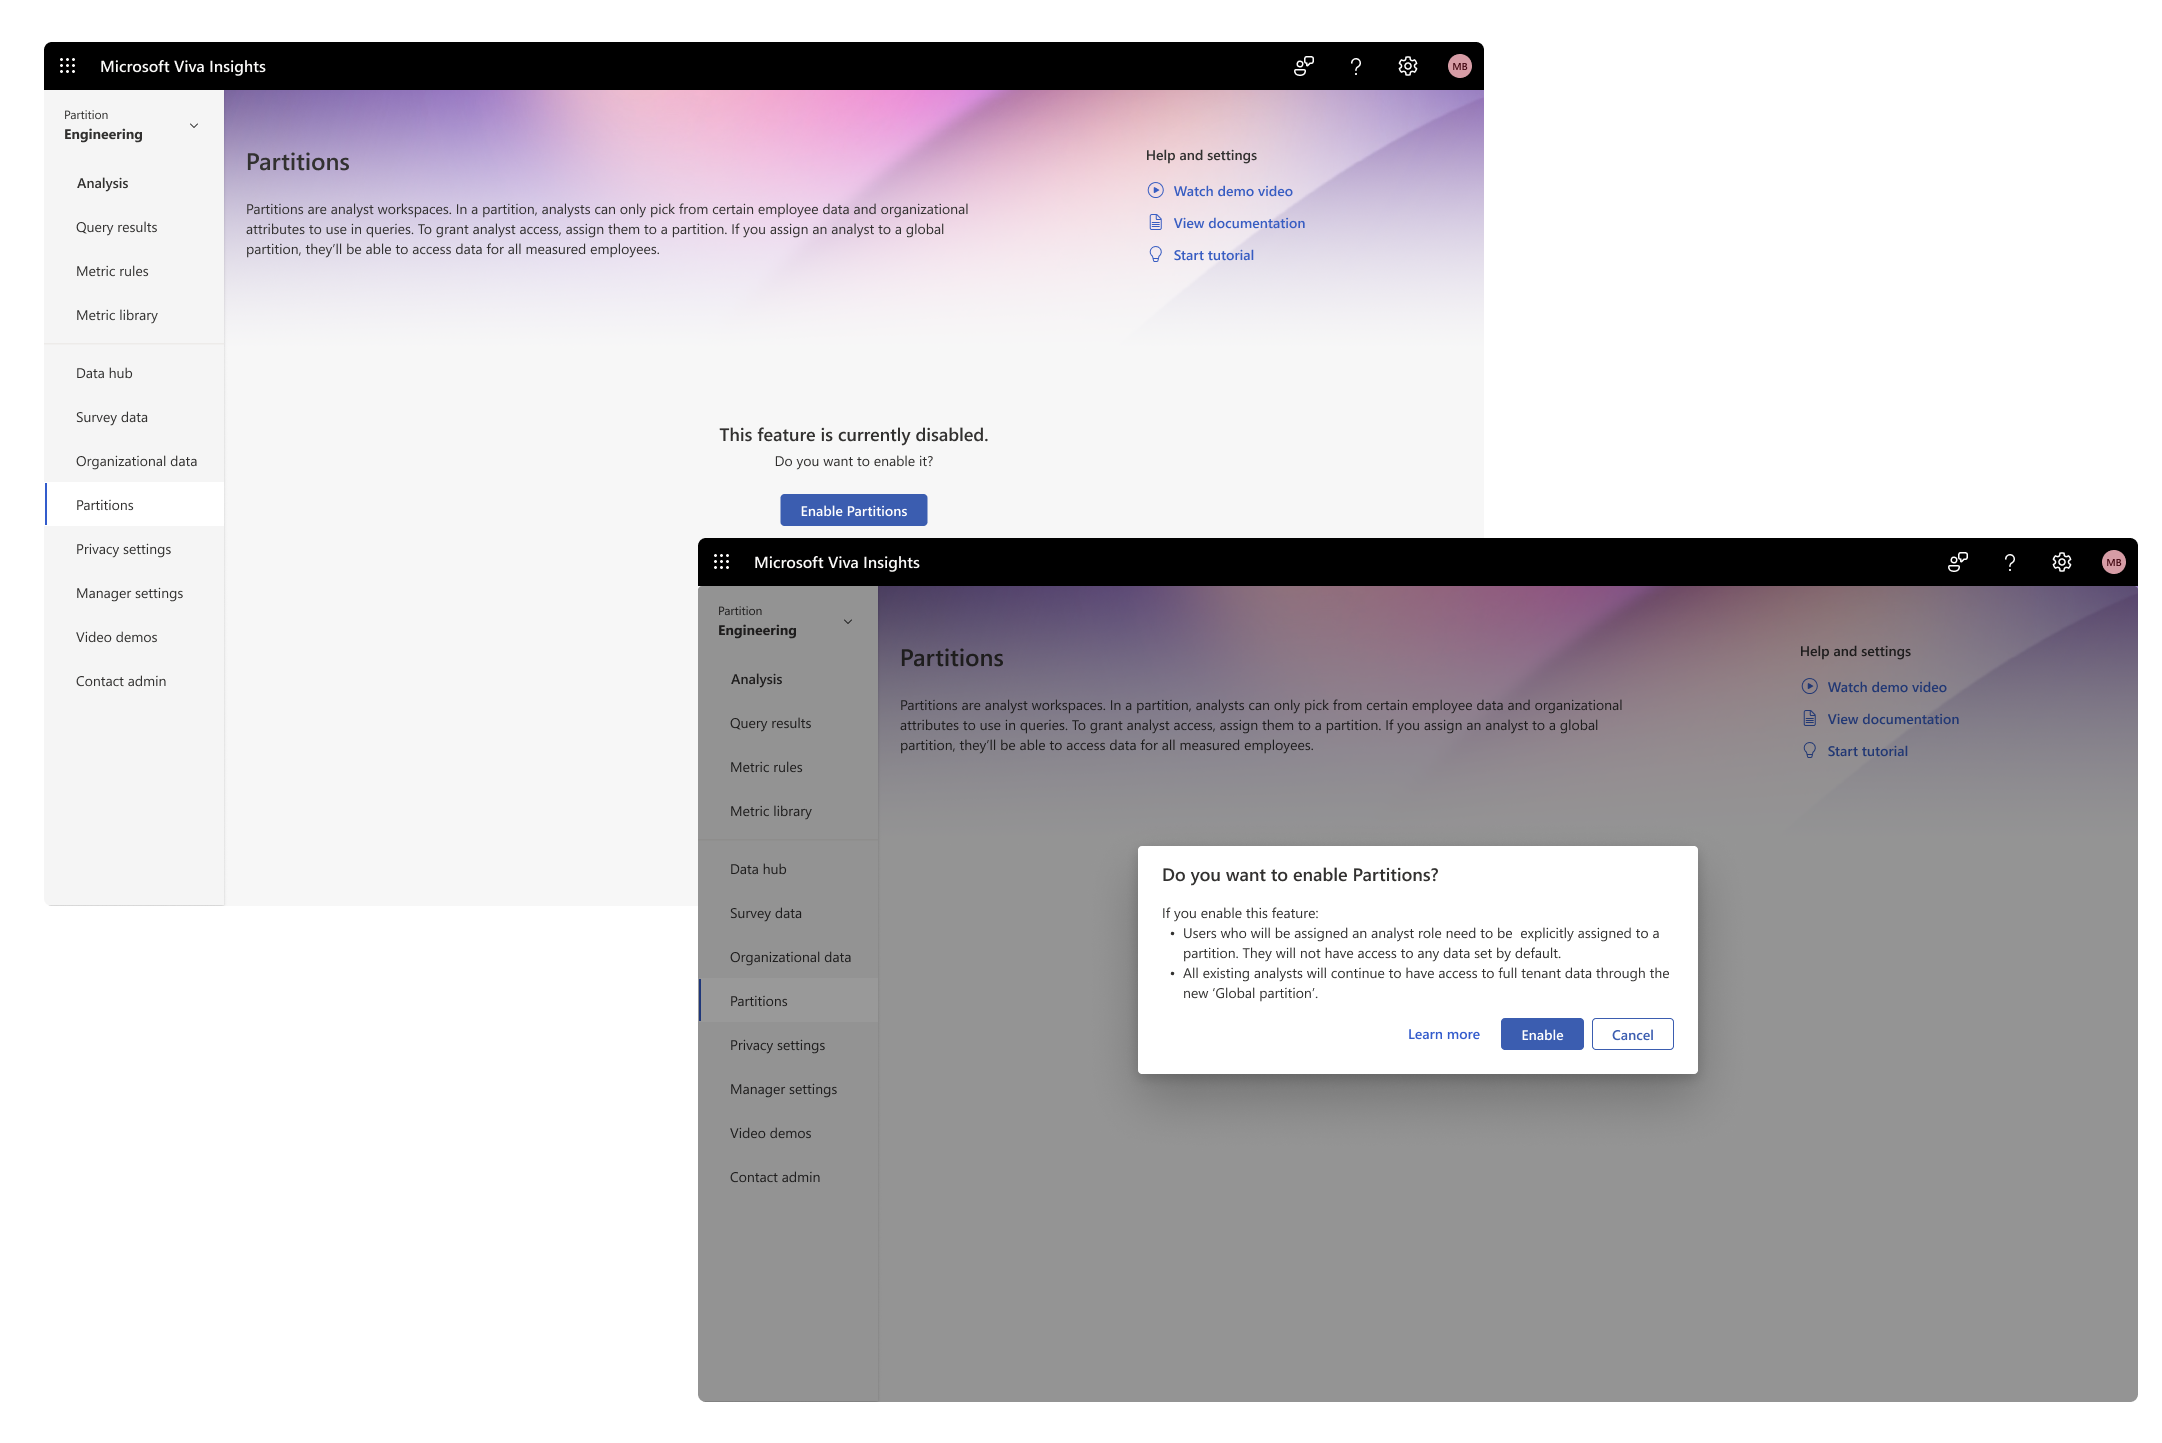 Microsoft Viva Insights
MB
Partition
Engineering
Analysis
Query results
Metric rules
Metric library
Data hub
Survey data
Organizational data
Partitions
Privacy settings
Manager settings
Video demos
Contact admin
Partitions
Partitions are analyst workspaces. In a partition, analysts can only pick from certain employee data and organizational
attributes to use in queries. To grant analyst access, assign them to a partition. If you assign an analyst to a global
partition, they’ll be able to access data for all measured employees.
Help and settings
Watch demo video
View documentation
Start tutorial
This feature is currently disabled.
Do you want to enable it?
Enable Partitions
Microsoft Viva Insights
MB
Partition
Engineering
Analysis
Query results
Metric rules
Metric library
Data hub
Survey data
Organizational data
Partitions
Privacy settings
Manager settings
Video demos
Contact admin
Partitions
Partitions are analyst workspaces. In a partition, analysts can only pick from certain employee data and organizational
attributes to use in queries. To grant analyst access, assign them to a partition. If you assign an analyst to a global
partition, they’ll be able to access data for all measured employees.
Help and settings
Watch demo video
View documentation
Start tutorial
Do you want to enable Partitions?
If you enable this feature:
• Users who will be assigned an analyst role need to be  explicitly assigned to a
partition. They will not have access to any data set by default.
• All existing analysts will continue to have access to full tenant data through the
new ‘Global partition’.
Learn more
Enable
Cancel